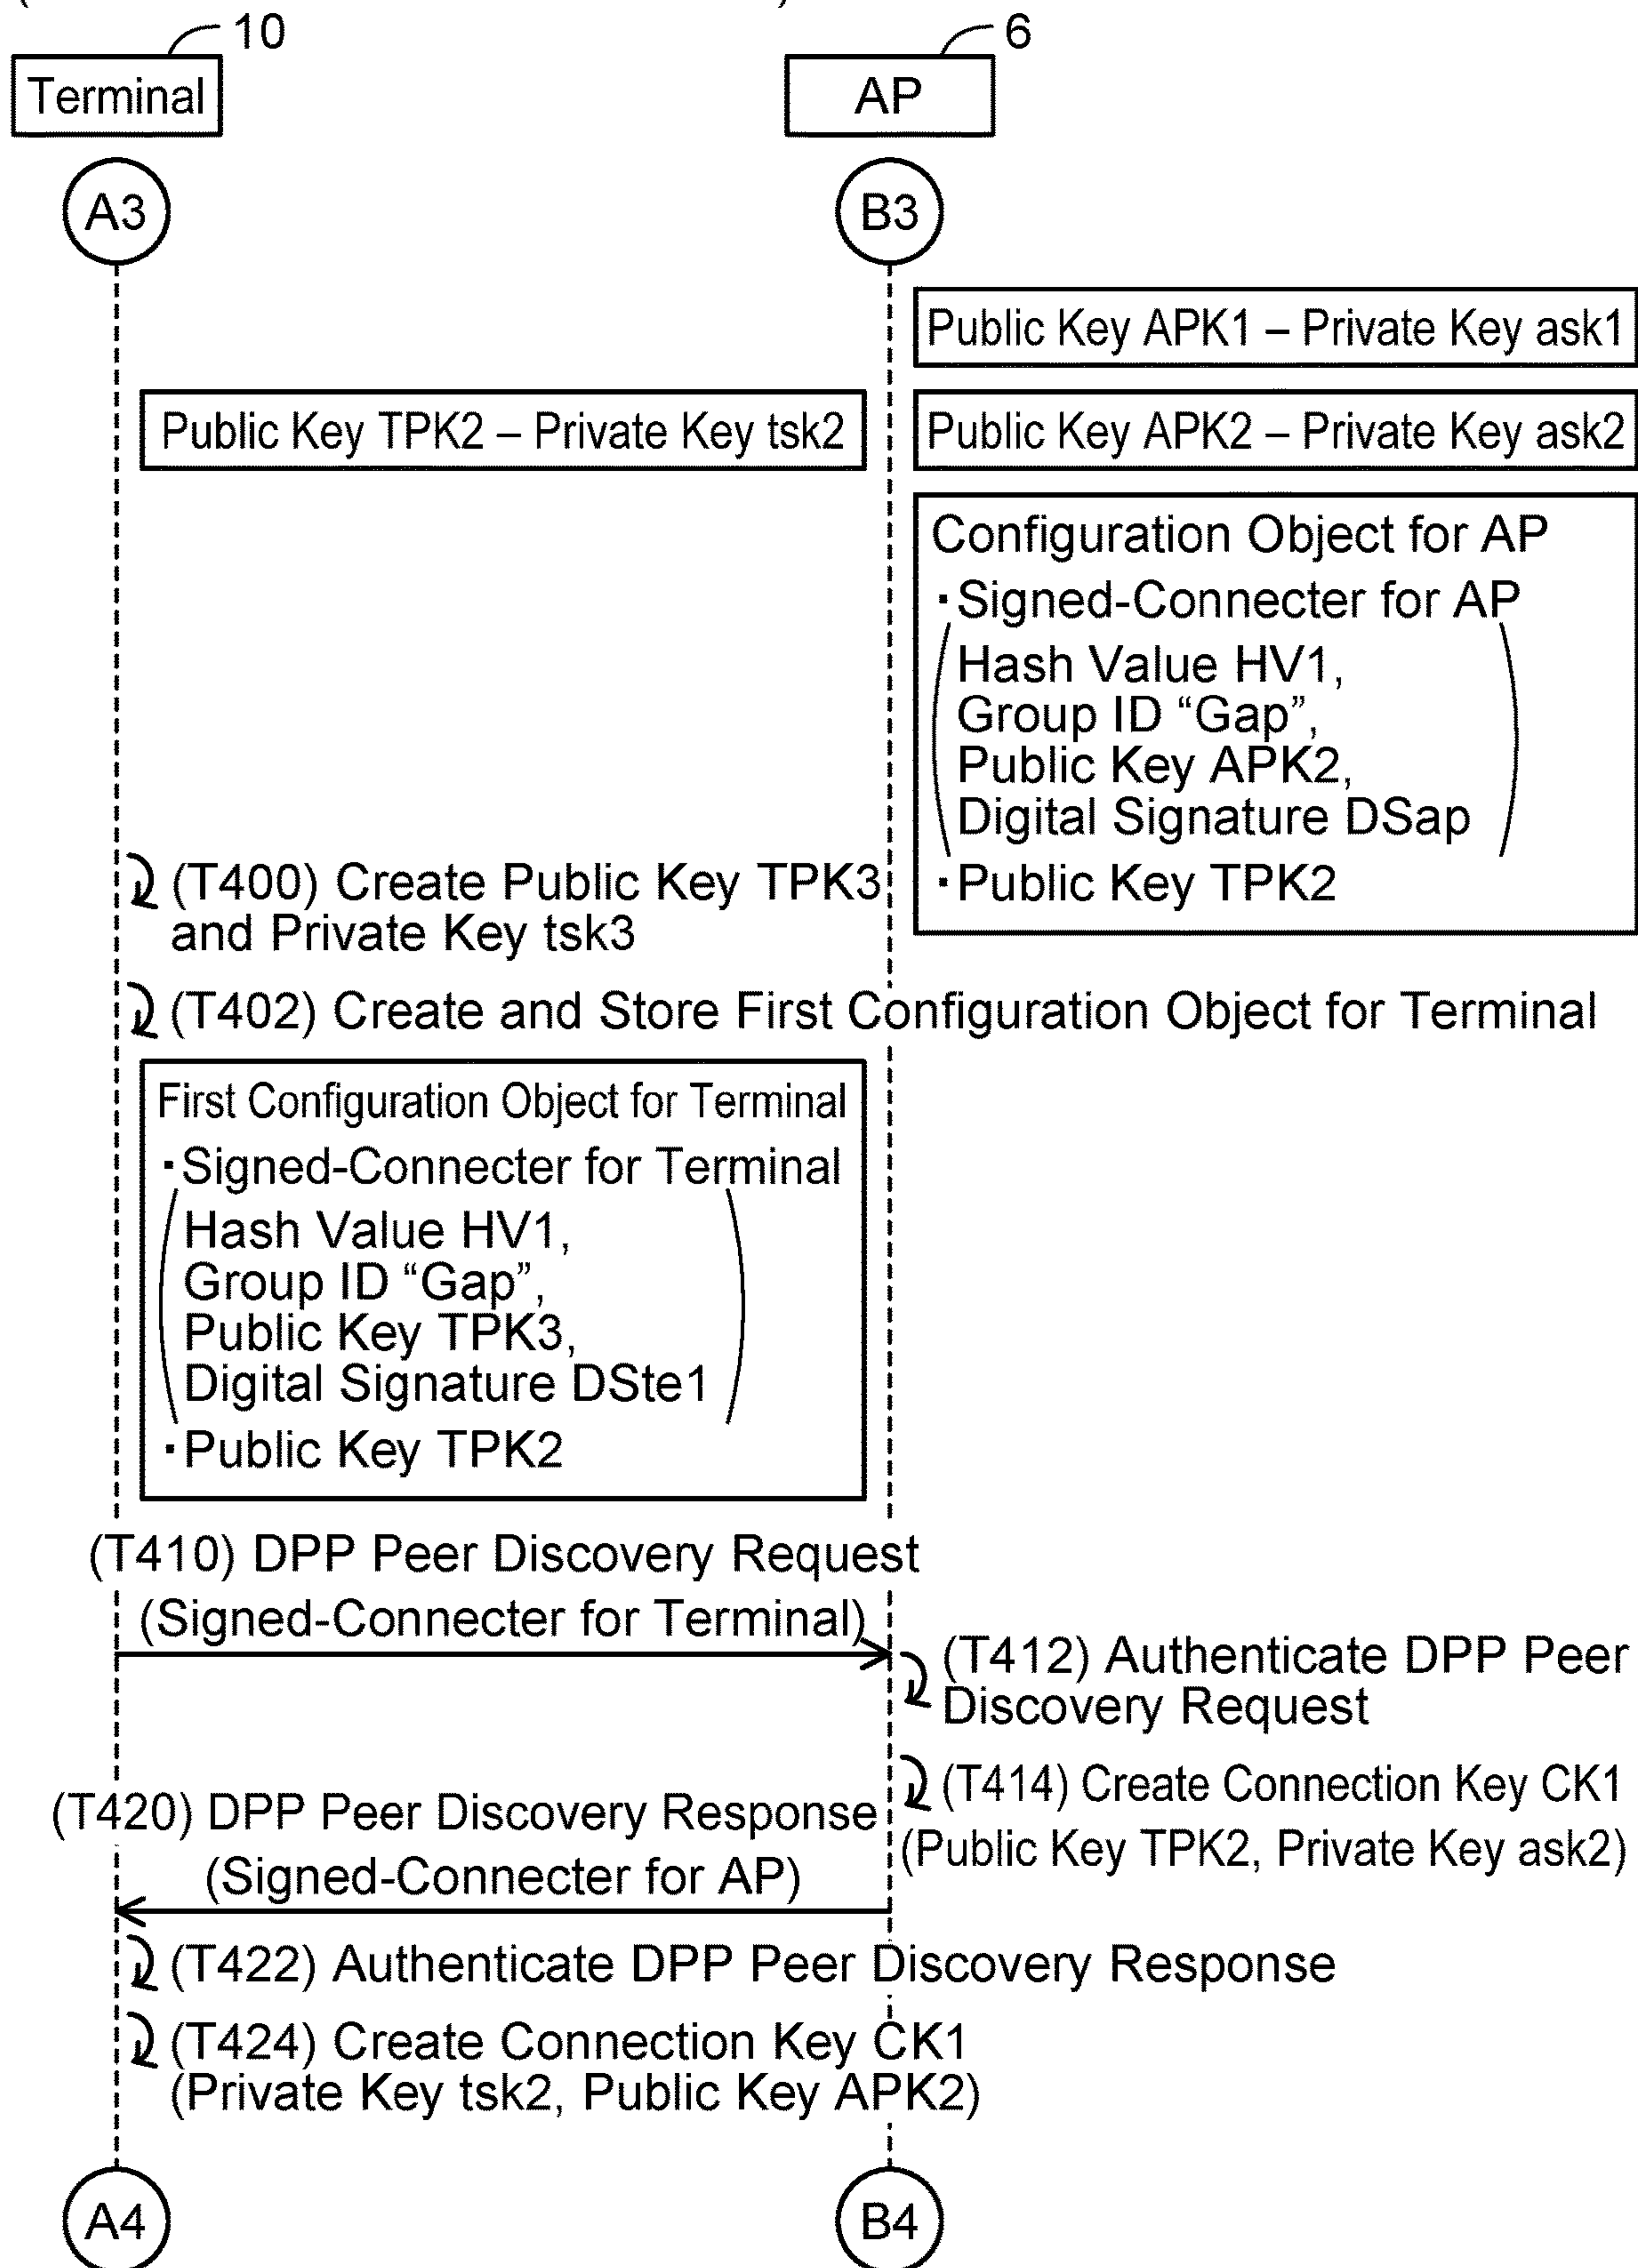 10
6
Terminal
AP
A3
B3
Public Key APK1 – Private Key ask1
Public Key TPK2 – Private Key tsk2
Public Key APK2 – Private Key ask2
Configuration Object for AP
・Signed-Connecter for AP
Hash Value HV1,
Group ID “Gap”,
Public Key APK2,
Digital Signature DSap
・Public Key TPK2
(T400) Create Public Key TPK3
and Private Key tsk3
(T402) Create and Store First Configuration Object for Terminal
First Configuration Object for Terminal
・Signed-Connecter for Terminal
Hash Value HV1,
Group ID “Gap”,
Public Key TPK3,
Digital Signature DSte1
・Public Key TPK2
(T410) DPP Peer Discovery Request
(Signed-Connecter for Terminal)
(T412) Authenticate DPP Peer
Discovery Request
(T414) Create Connection Key CK1
(Public Key TPK2, Private Key ask2)
(T420) DPP Peer Discovery Response
(Signed-Connecter for AP)
(T422) Authenticate DPP Peer Discovery Response
(T424) Create Connection Key CK1
(Private Key tsk2, Public Key APK2)
A4
B4